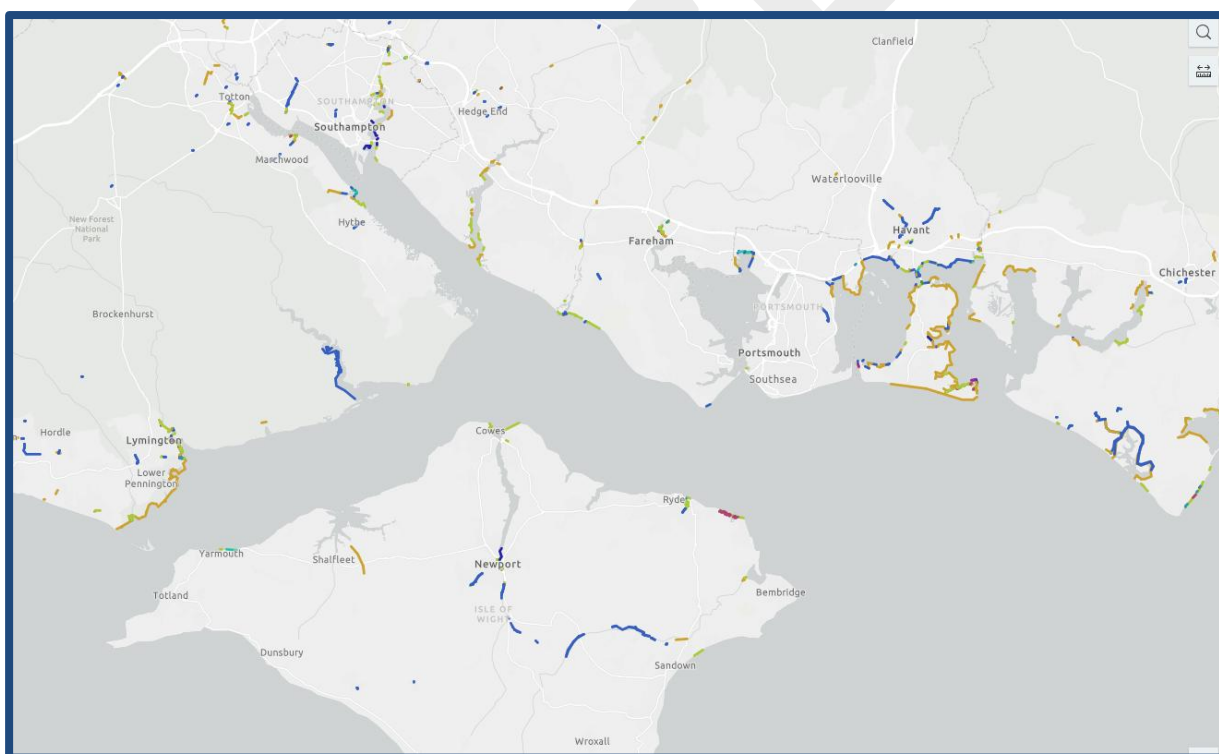 Clanfield
Totton
SOUTHAMPTON
Hedge End
Southampton
Marchwood
Waterlooville
New Forest
National
Park
Hythe
Havant
Fareham
Chichester
PORTSMOUTH
Brockenhurst
Portsmouth
Southsea
Hordle
Cowes
Lymington
Lower
Pennington
Ryde
Yarmouth
Shalfleet
Newport
Bembridge
Totland
ISLE OF
WIGHT
Dunsbury
Sandown
Wroxall